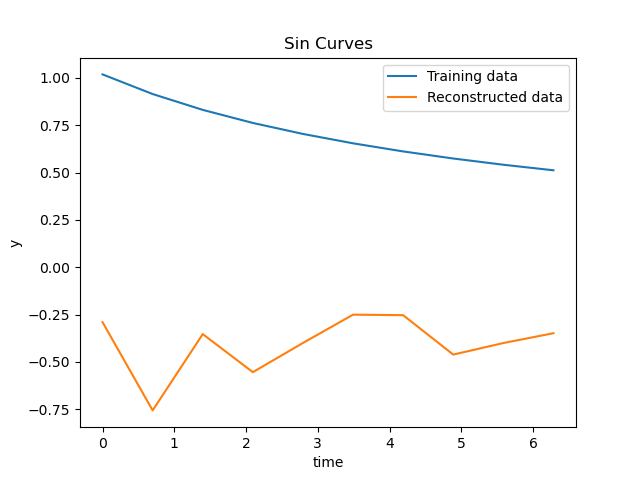 Sin Curves
Training data
Reconstructed data
1.00
0.75
0.50
0.25
0.00
−0.25
−0.50
−0.75
y
0 1 2 3 4 5 6
time